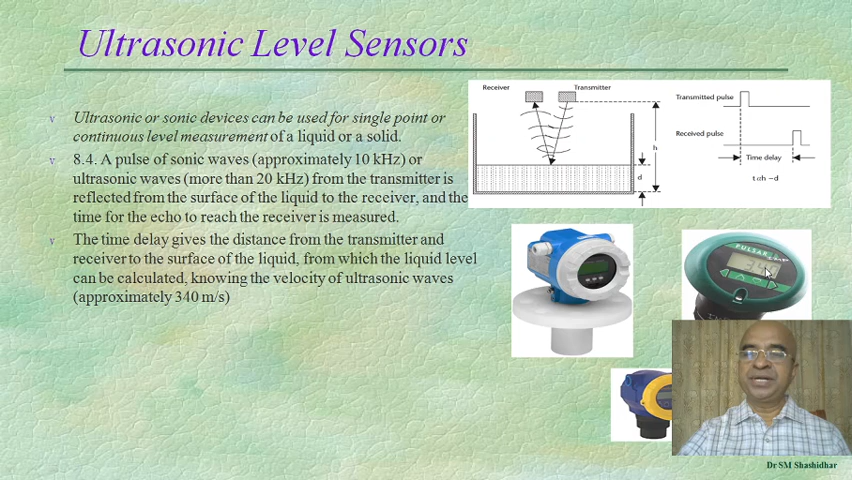 Ultrasonic Level Sensors
v Ultrasonic or sonic devices can be used for single point or
continuous level measurement of a liquid or a solid.
v 8.4. A pulse of sonic waves (approximately 10 kHz) or
ultrasonic waves (more than 20 kHz) from the transmitter is
reflected from the surface of the liquid to the receiver, and the
time for the echo to reach the receiver is measured.
v The time delay gives the distance from the transmitter and
receiver to the surface of the liquid, from which the liquid level
can be calculated, knowing the velocity of ultrasonic waves
(approximately 340 m/s)
Receiver
Transmitter
h
d
Transmitted pulse
Received pulse
Time delay
t α h − d
PULSAR
Dr SM Shashidhar